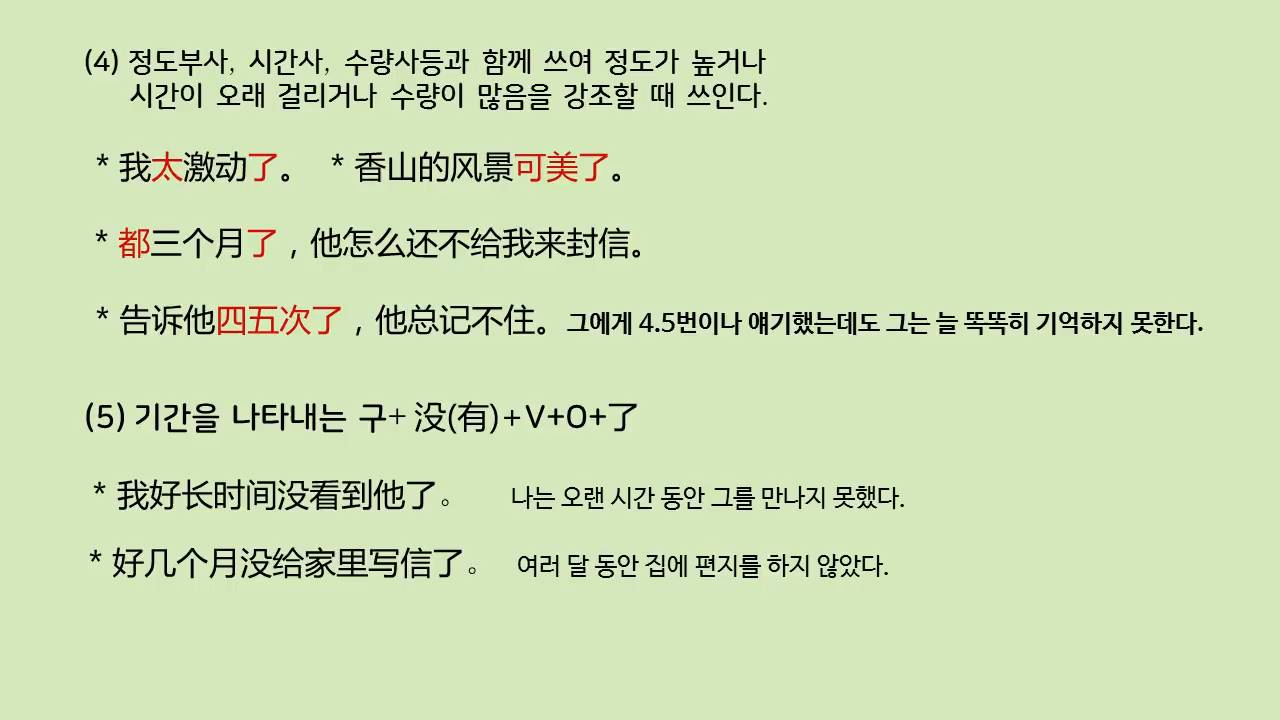 (4) 정도부사, 시간사, 수량사등과 함께 쓰여 정도가 높거나
시간이 오래 걸리거나 수량이 많음을 강조할 때 쓰인다.
* 我太激动了。 * 香山的风景可美了。
* 都三个月了，他怎么还不给我来封信。
* 告诉他四五次了，他总记不住。 그에게 4.5번이나 얘기했는데도 그는 늘 똑똑히 기억하지 못한다.
(5) 기간을 나타내는 구+ 没(有)+V+O+了
* 我好长时间没看到他了。 나는 오랜 시간 동안 그를 만나지 못했다.
* 好几个月没给家里写信了。 여러 달 동안 집에 편지를 하지 않았다.